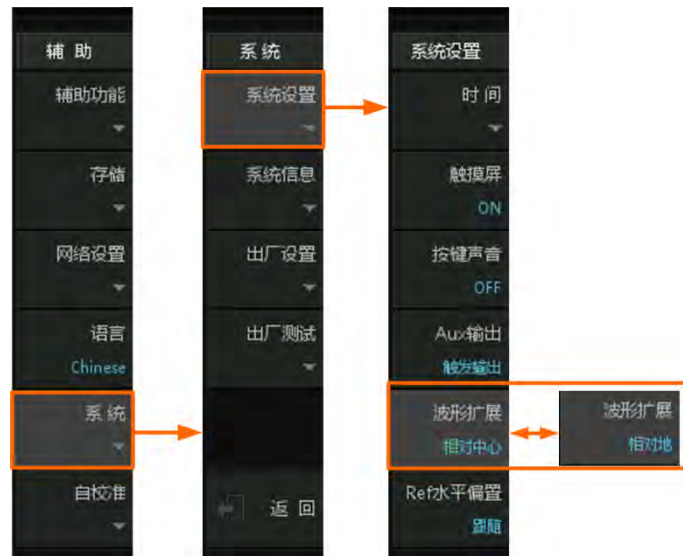 辅 助
辅助功能
存储
网络设置
语言
Chinese
系 统
自校准
系 统
系统设置
系统信息
出厂设置
出厂测试
返 回
系统设置
时 间
触摸屏
ON
按键声音
OFF
Aux输出
触发输出
波形扩展
相对中心
Ref水平偏置
跟随
波形扩展
相对地